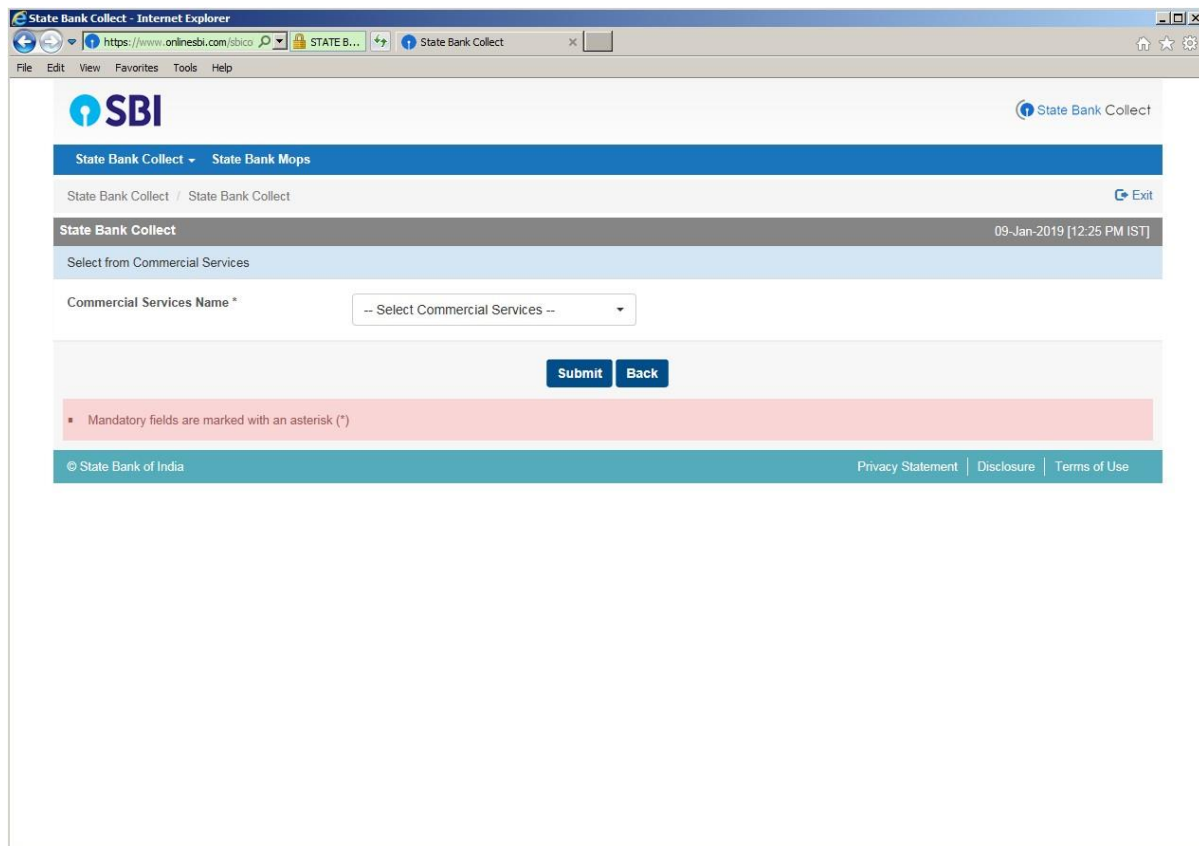 State Bank Collect - Internet Explorer
https://www.onlinesbi.com/sbico STATE B... State Bank Collect
File Edit View Favorites Tools Help
SBI
State Bank Collect
State Bank Collect State Bank Mops
State Bank Collect / State Bank Collect Exit
State Bank Collect 09-Jan-2019 [12:25 PM IST]
Select from Commercial Services
Commercial Services Name *
-- Select Commercial Services --
Submit Back
Mandatory fields are marked with an asterisk (*)
© State Bank of India Privacy Statement | Disclosure | Terms of Use